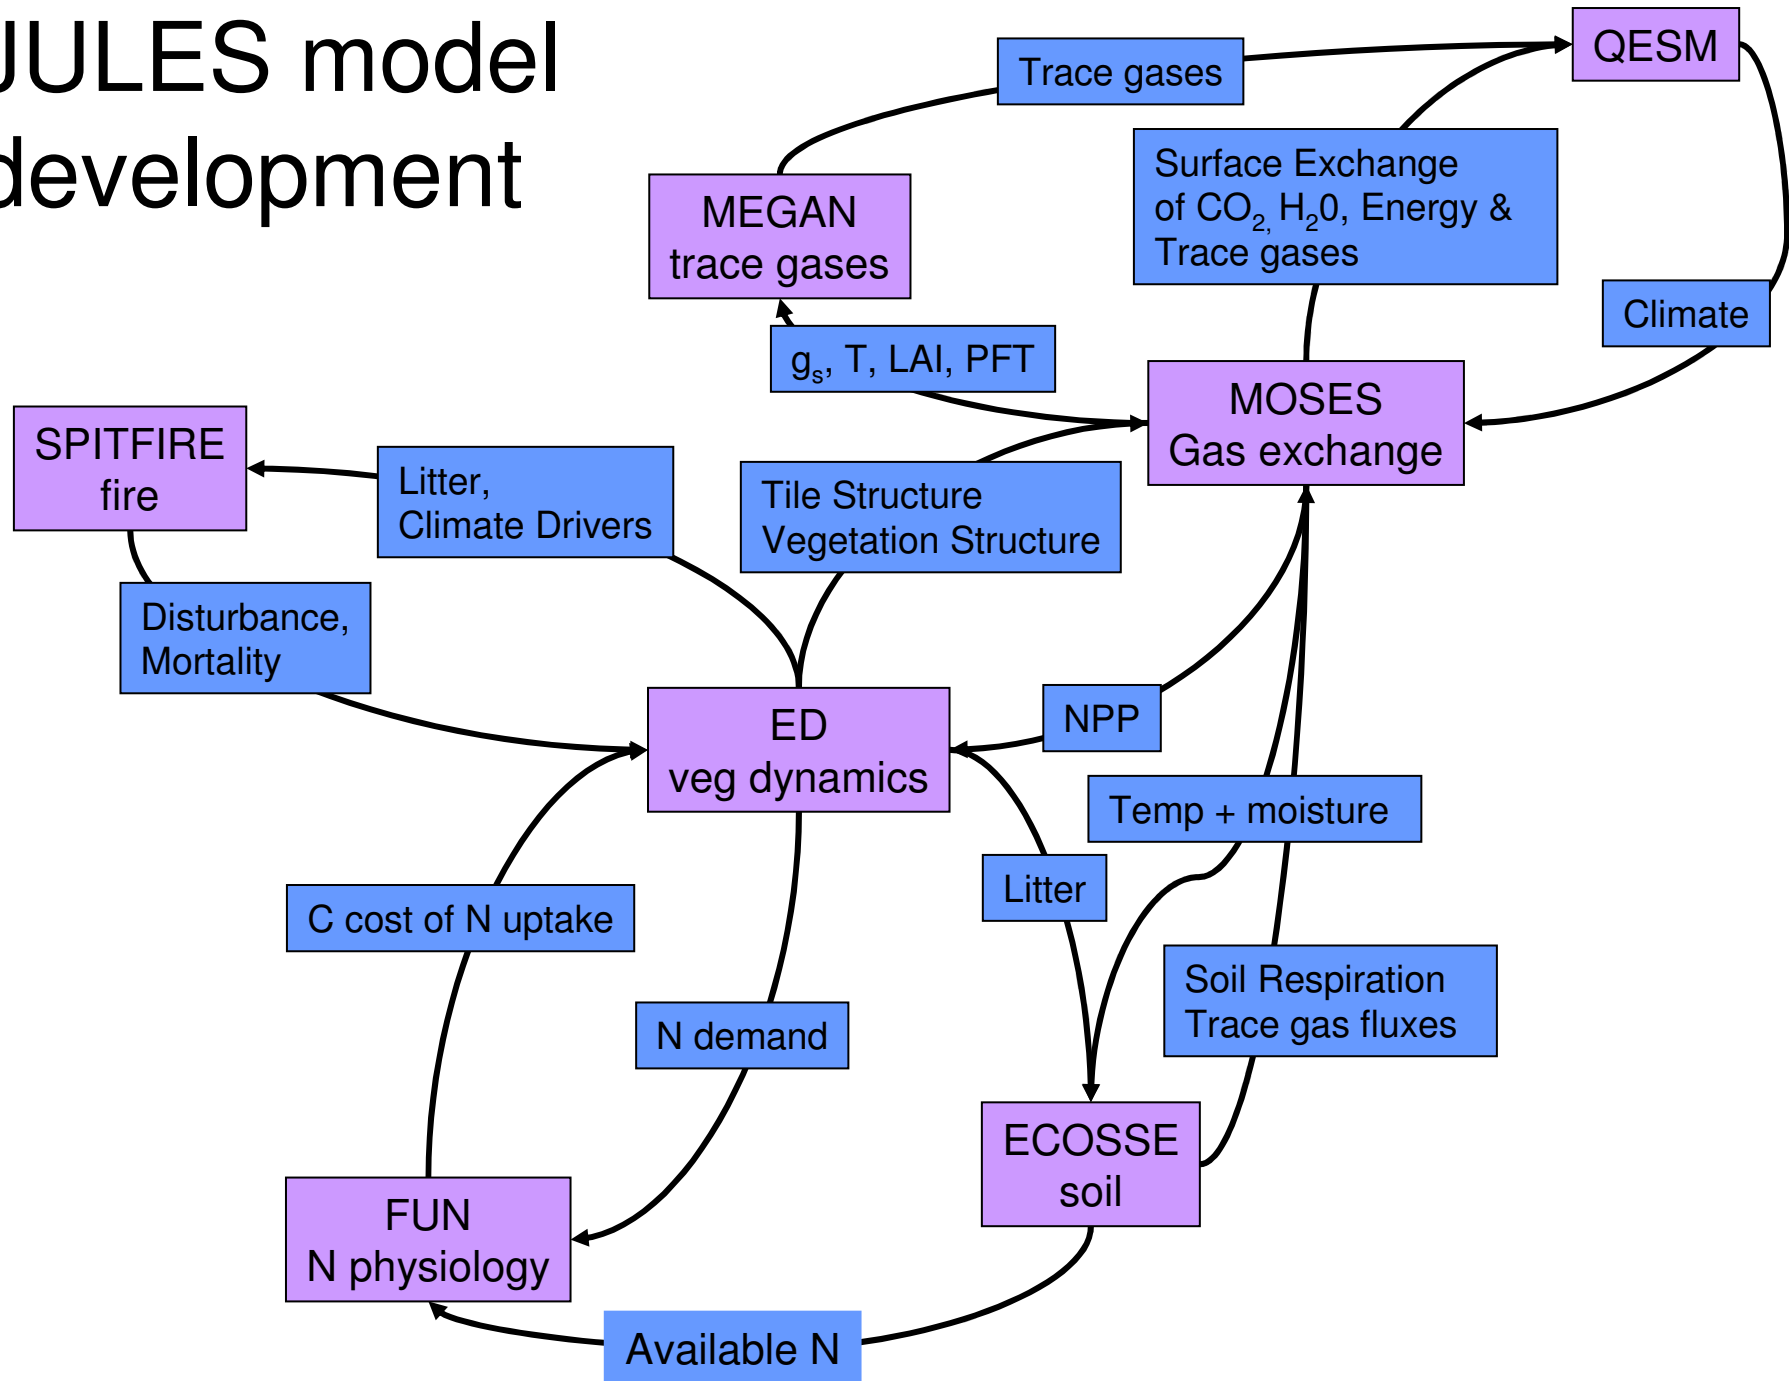 JULES model
development
QESM
Trace gases
Surface Exchange
of CO₂, H₂0, Energy &
Trace gases
MEGAN
trace gases
Climate
gₛ, T, LAI, PFT
MOSES
Gas exchange
SPITFIRE
fire
Litter,
Climate Drivers
Tile Structure
Vegetation Structure
Disturbance,
Mortality
ED
veg dynamics
NPP
Temp + moisture
Litter
C cost of N uptake
Soil Respiration
Trace gas fluxes
N demand
ECOSSE
soil
FUN
N physiology
Available N